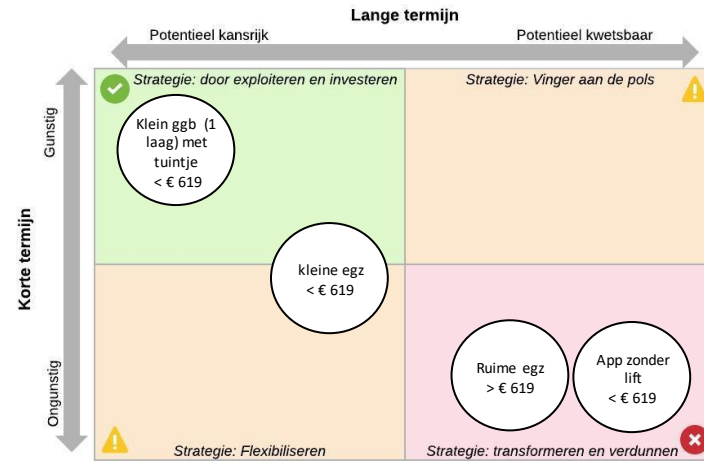 Lange termijn
Potentieel kansrijk
Potentieel kwetsbaar
Strategie: door exploiteren en investeren
Strategie: Vinger aan de pols
Gunstig
Klein ggb (1
laag) met
tuintje
< € 619
Korte termijn
kleine egz
< € 619
Ongunstig
Ruime egz
> € 619
App zonder
lift
< € 619
Strategie: Flexibiliseren
Strategie: transformeren en verdunnen